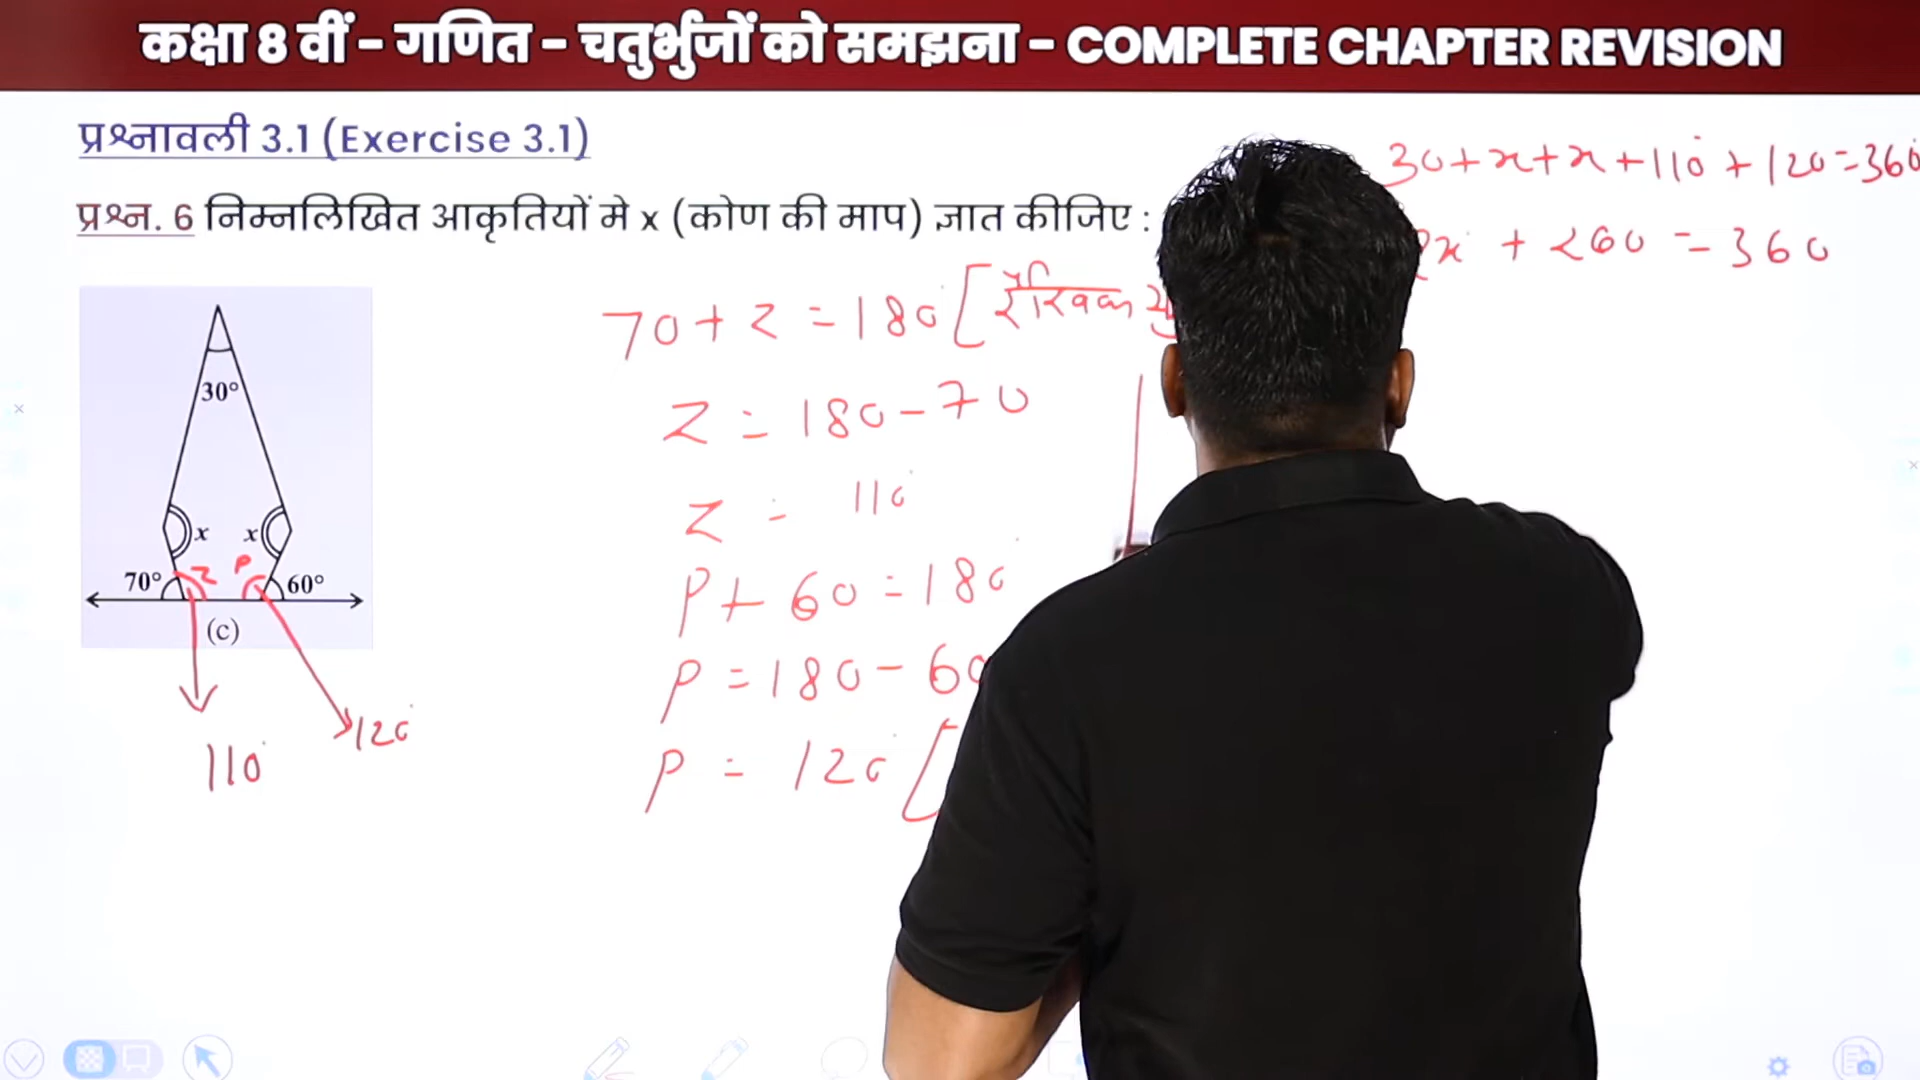 कक्षा 8 वीं – गणित – चतुर्भुजों को समझना – COMPLETE CHAPTER REVISION
प्रश्नावली 3.1 (Exercise 3.1)
प्रश्न. 6 निम्नलिखित आकृतियों मे x (कोण की माप) ज्ञात कीजिए :
30+x+x+110°+120=360°
2x + 260 = 360
70 + z = 180° [
z = 180 - 70
z = 110°
P + 60 = 180°
P = 180 - 60
P = 120° [
30°
x x
z P
70° 60°
(c)
110°
120°